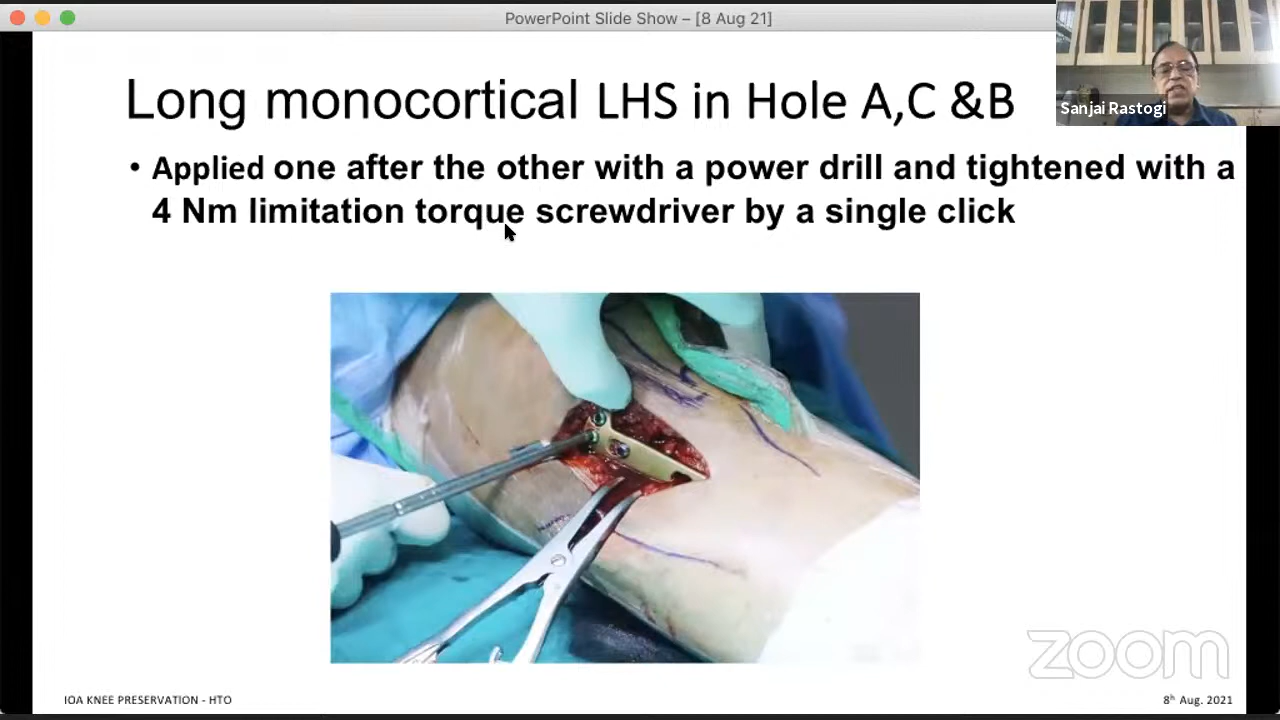 PowerPoint Slide Show – [8 Aug 21]
Sanjai Rastogi
Long monocortical LHS in Hole A,C &B
• Applied one after the other with a power drill and tightened with a
4 Nm limitation torque screwdriver by a single click
zoom
IOA KNEE PRESERVATION - HTO
8ʰ Aug. 2021